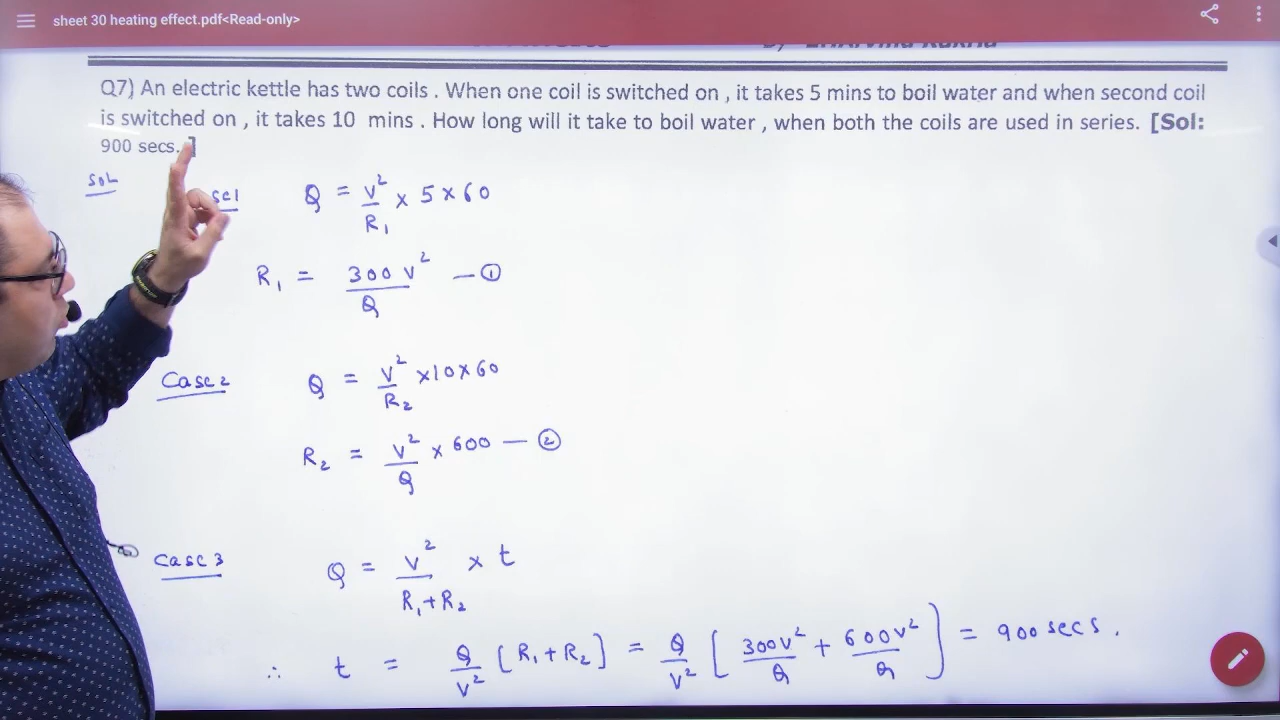 sheet 30 heating effect.pdf<Read-only>
Q7) An electric kettle has two coils . When one coil is switched on , it takes 5 mins to boil water and when second coil
is switched on , it takes 10 mins . How long will it take to boil water , when both the coils are used in series. [Sol:
900 secs. ]
Sol
se1 Q = V²/R₁ × 5 × 60
R₁ = 300 V²/Q — ①
Case 2 Q = V²/R₂ × 10 × 60
R₂ = V²/Q × 600 — ②
Case 3 Q = V²/R₁+R₂ × t
∴ t = Q/V² [R₁+R₂] = Q/V² [300V²/Q + 600V²/Q] = 900 secs.